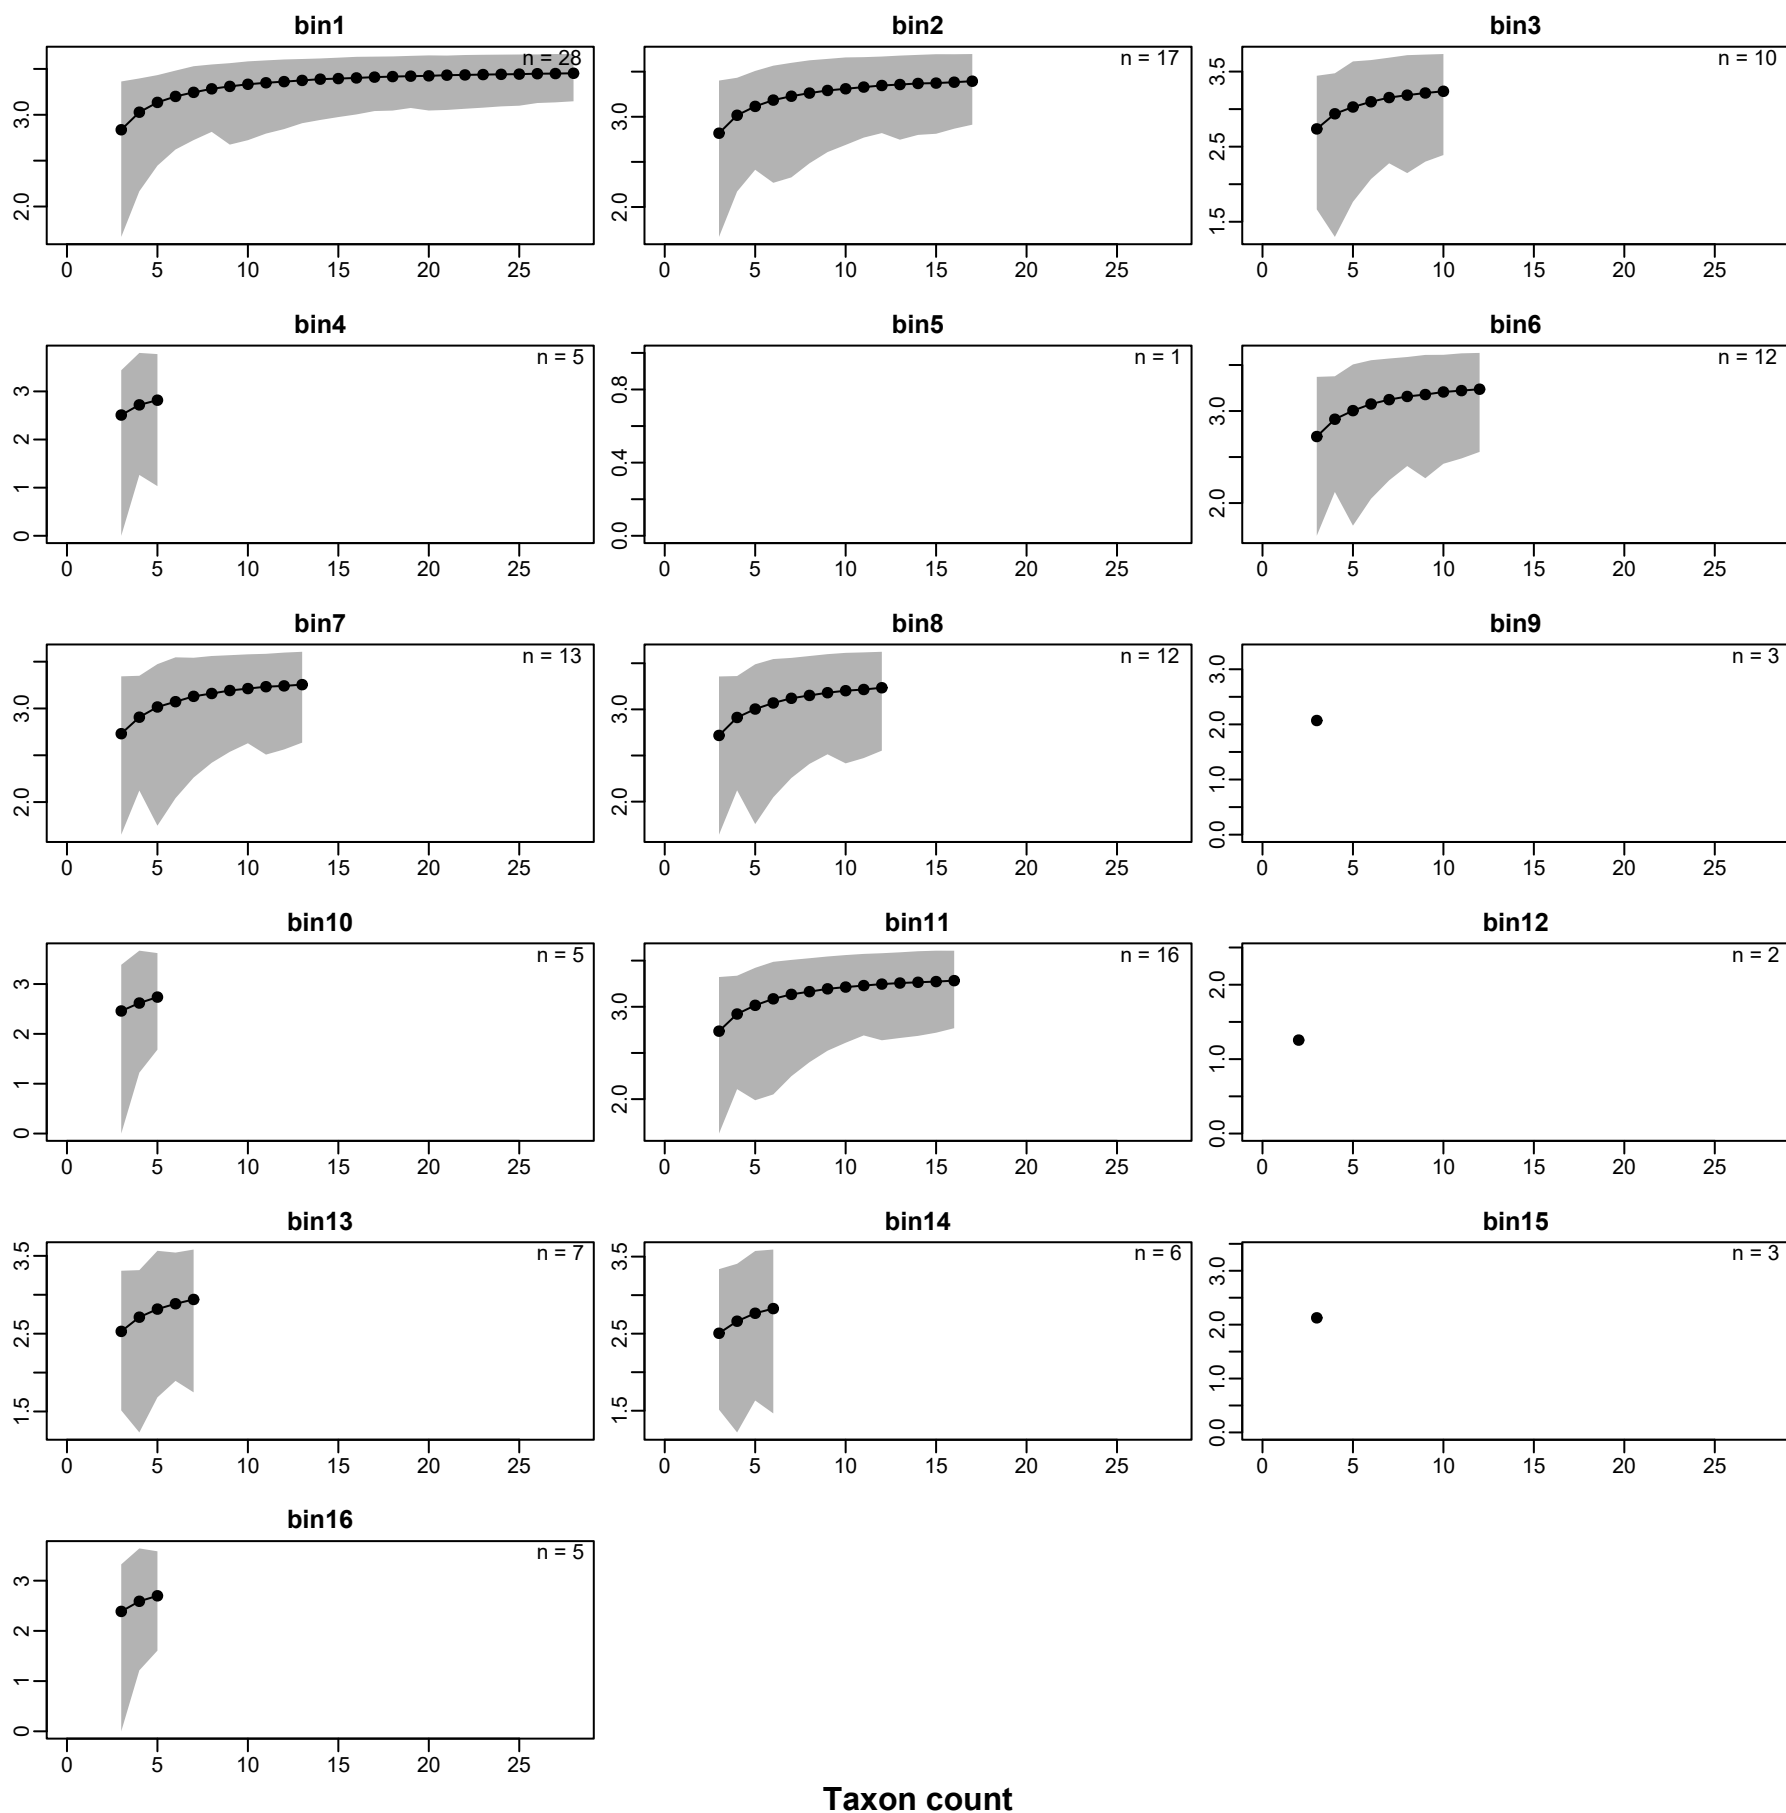 bin1 bin2 bin3
n = 28 n = 17 n = 10
2.0 3.0 2.0 3.0 1.5 2.5 3.5
0 5 10 15 20 25 0 5 10 15 20 25 0 5 10 15 20 25
bin4 bin5 bin6
n = 5 n = 1 n = 12
0 1 2 3 0.0 0.4 0.8 2.0 3.0
0 5 10 15 20 25 0 5 10 15 20 25 0 5 10 15 20 25
bin7 bin8 bin9
n = 13 n = 12 n = 3
2.0 3.0 2.0 3.0 0.0 1.0 2.0 3.0
0 5 10 15 20 25 0 5 10 15 20 25 0 5 10 15 20 25
bin10 bin11 bin12
n = 5 n = 16 n = 2
0 1 2 3 2.0 3.0 0.0 1.0 2.0
0 5 10 15 20 25 0 5 10 15 20 25 0 5 10 15 20 25
bin13 bin14 bin15
n = 7 n = 6 n = 3
1.5 2.5 3.5 1.5 2.5 3.5 0.0 1.0 2.0 3.0
0 5 10 15 20 25 0 5 10 15 20 25 0 5 10 15 20 25
bin16
n = 5
0 1 2 3
0 5 10 15 20 25
Taxon count